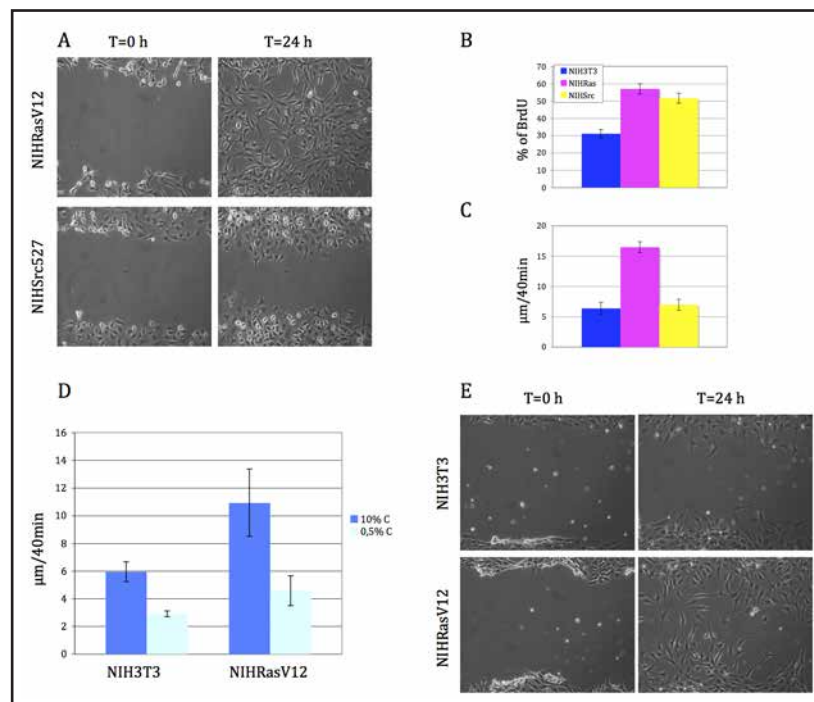 A
T=0 h
T=24 h
NIHRasV12
NIHSrc527
B
70
60
50
40
30
20
10
0
% of BrdU
NIH3T3
NIHRas
NIHSrc
C
20
15
10
5
0
µm/40min
D
16
14
12
10
8
6
4
2
0
µm/40min
NIH3T3
NIHRasV12
10% C
0,5% C
E
T=0 h
T=24 h
NIH3T3
NIHRasV12